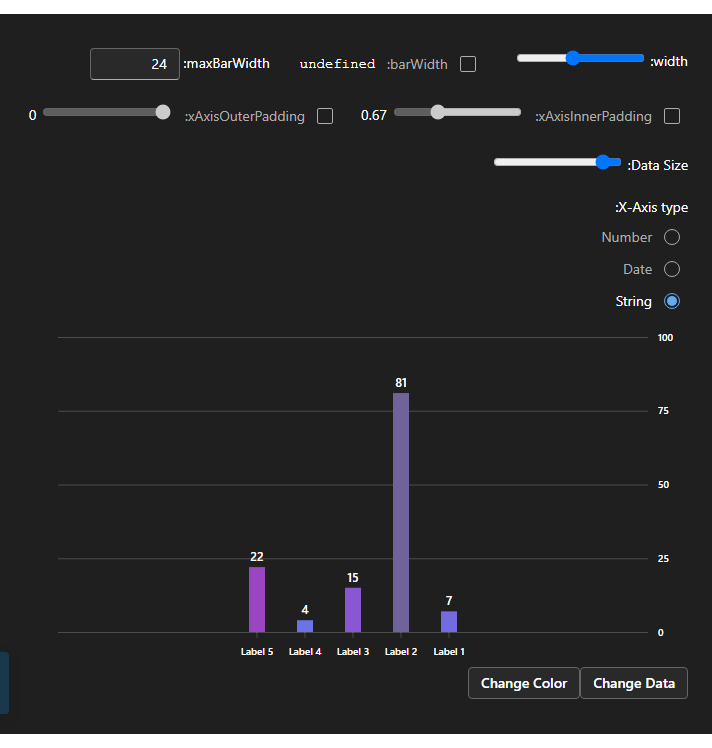 :width
undefined :barWidth
24 :maxBarWidth
:xAxisInnerPadding
0.67
:xAxisOuterPadding
0
:Data Size
:X-Axis type
Number
Date
String
100
75
50
25
0
22
4
15
81
7
Label 5 Label 4 Label 3 Label 2 Label 1
Change Color Change Data